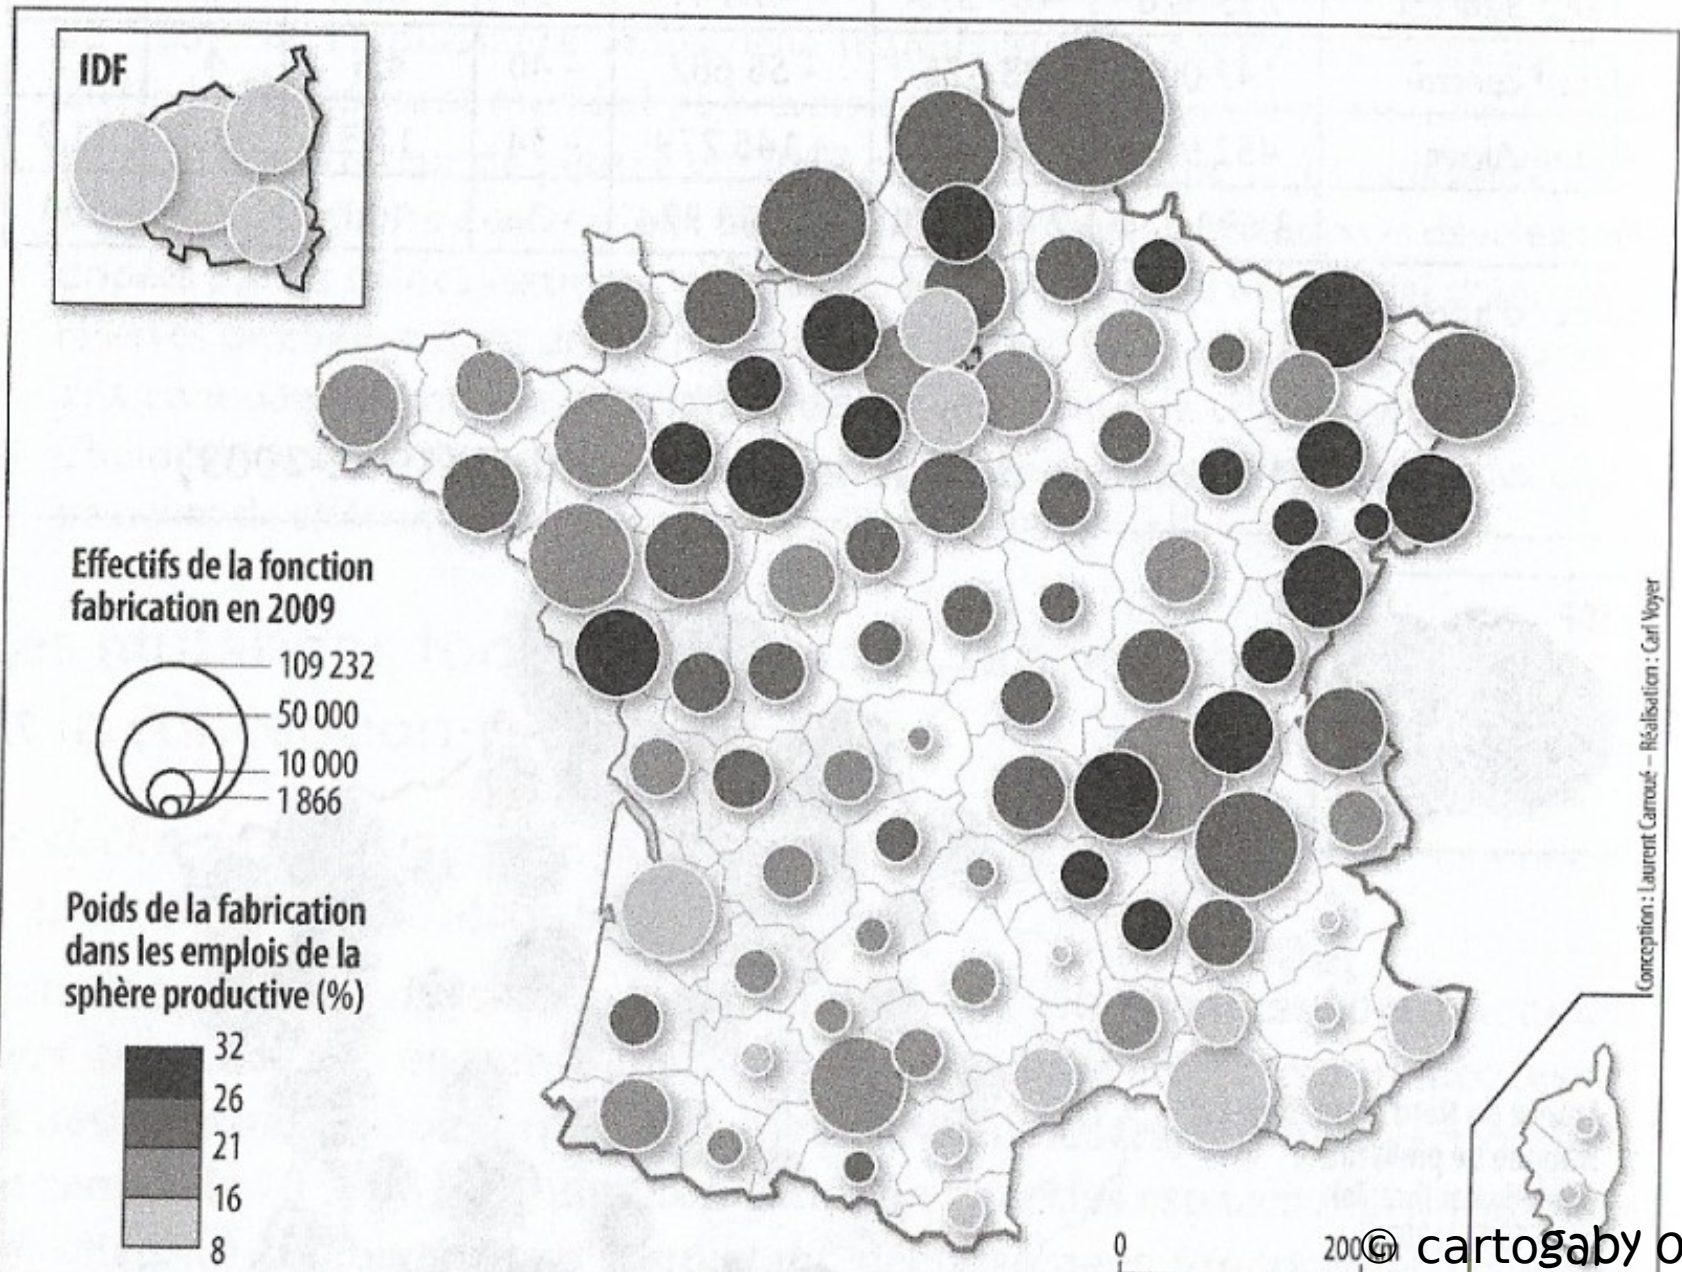 IDF
Effectifs de la fonction
fabrication en 2009
109 232
50 000
10 000
1 866
Poids de la fabrication
dans les emplois de la
sphère productive (%)
32
26
21
16
8
Conception : Laurent Carroué – Réalisation : Carl Voyer
0
200 km
© cartogaby